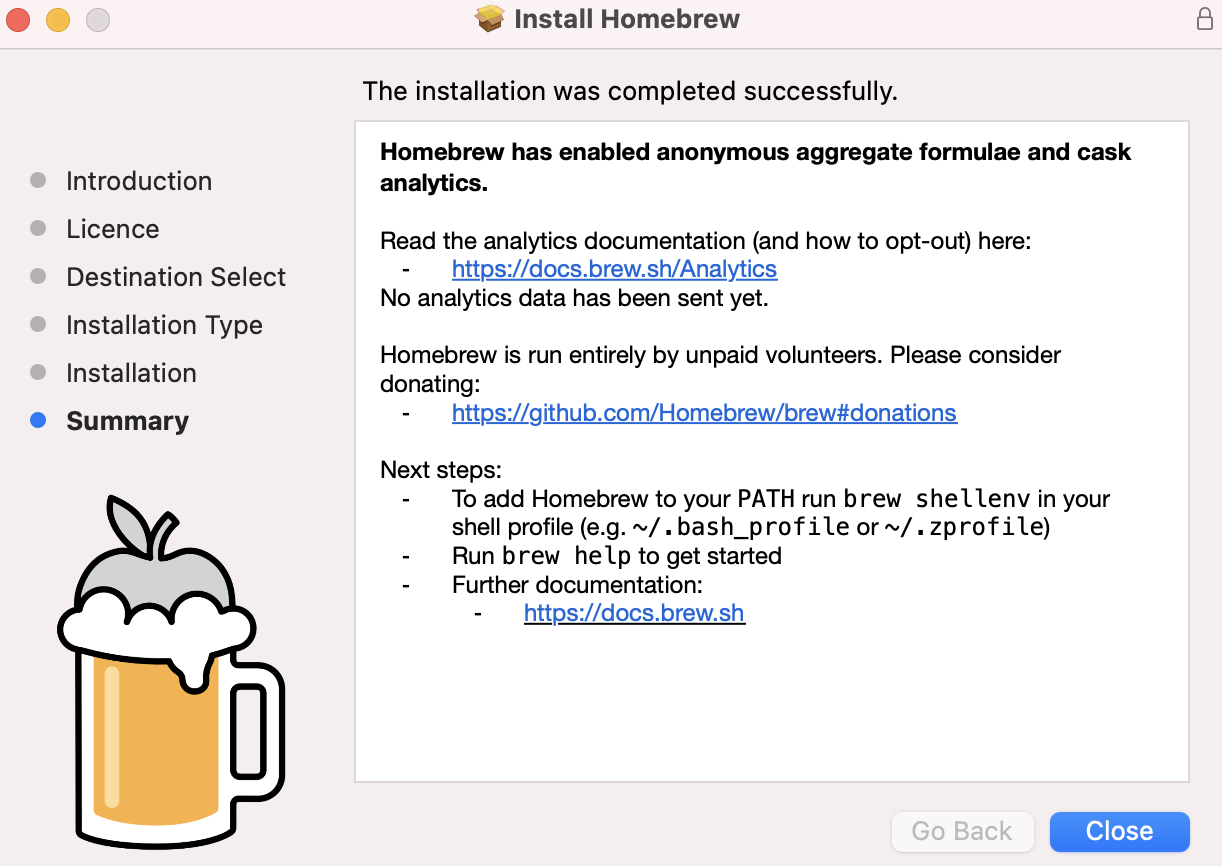 Install Homebrew
The installation was completed successfully.
Introduction
Licence
Destination Select
Installation Type
Installation
Summary
Homebrew has enabled anonymous aggregate formulae and cask
analytics.
Read the analytics documentation (and how to opt-out) here:
- https://docs.brew.sh/Analytics
No analytics data has been sent yet.
Homebrew is run entirely by unpaid volunteers. Please consider
donating:
- https://github.com/Homebrew/brew#donations
Next steps:
- To add Homebrew to your PATH run brew shellenv in your
shell profile (e.g. ~/.bash_profile or ~/.zprofile)
- Run brew help to get started
- Further documentation:
- https://docs.brew.sh
Go Back
Close